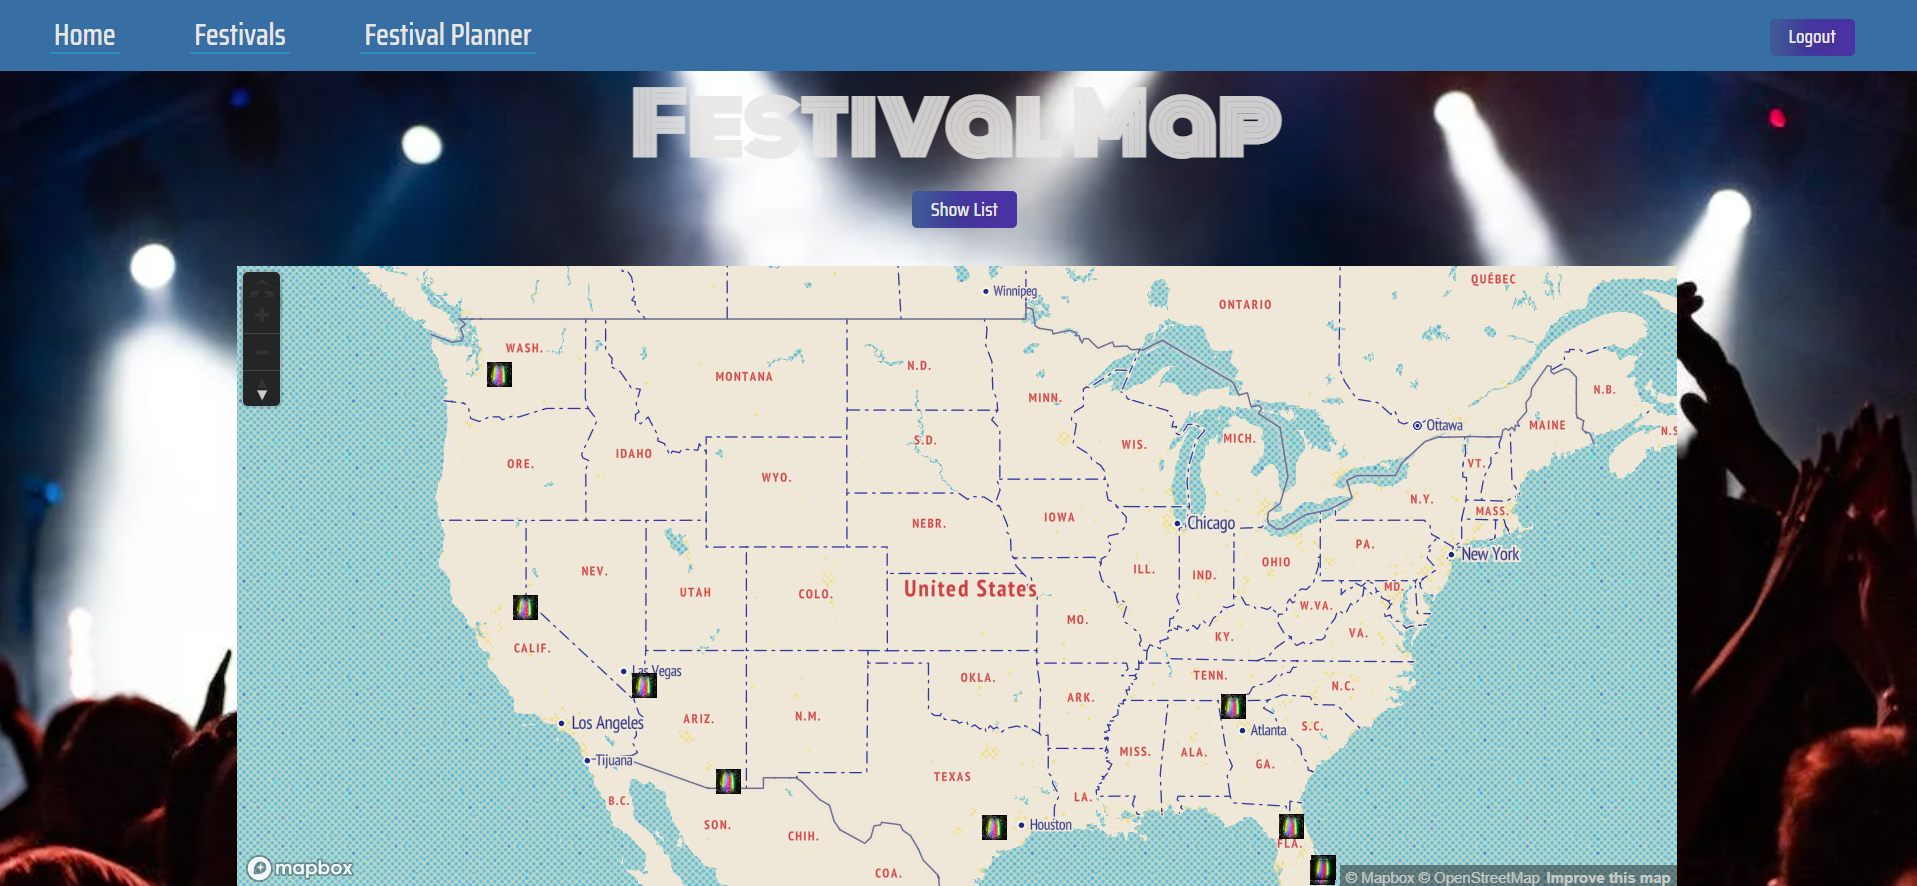 Home
Festivals
Festival Planner
Logout
FestivalMap
Show List
QUÉBEC
Winnipeg
ONTARIO
WASH.
N.D.
MONTANA
N.B.
MINN.
MAINE
Ottawa
N.S
S.D.
MICH.
WIS.
IDAHO
ORE.
VT.
WYO.
N.Y.
MASS.
IOWA
NEBR.
Chicago
PA.
New York
OHIO
NEV.
ILL.
IND.
MD.
United States
UTAH
COLO.
W.VA.
MO.
VA.
KY.
CALIF.
Las Vegas
TENN.
OKLA.
N.C.
ARK.
N.M.
ARIZ.
Los Angeles
S.C.
Atlanta
MISS.
ALA.
Tijuana
GA.
TEXAS
LA.
B.C.
SON.
Houston
CHIH.
FLA.
COA.
mapbox
© Mapbox © OpenStreetMap Improve this map